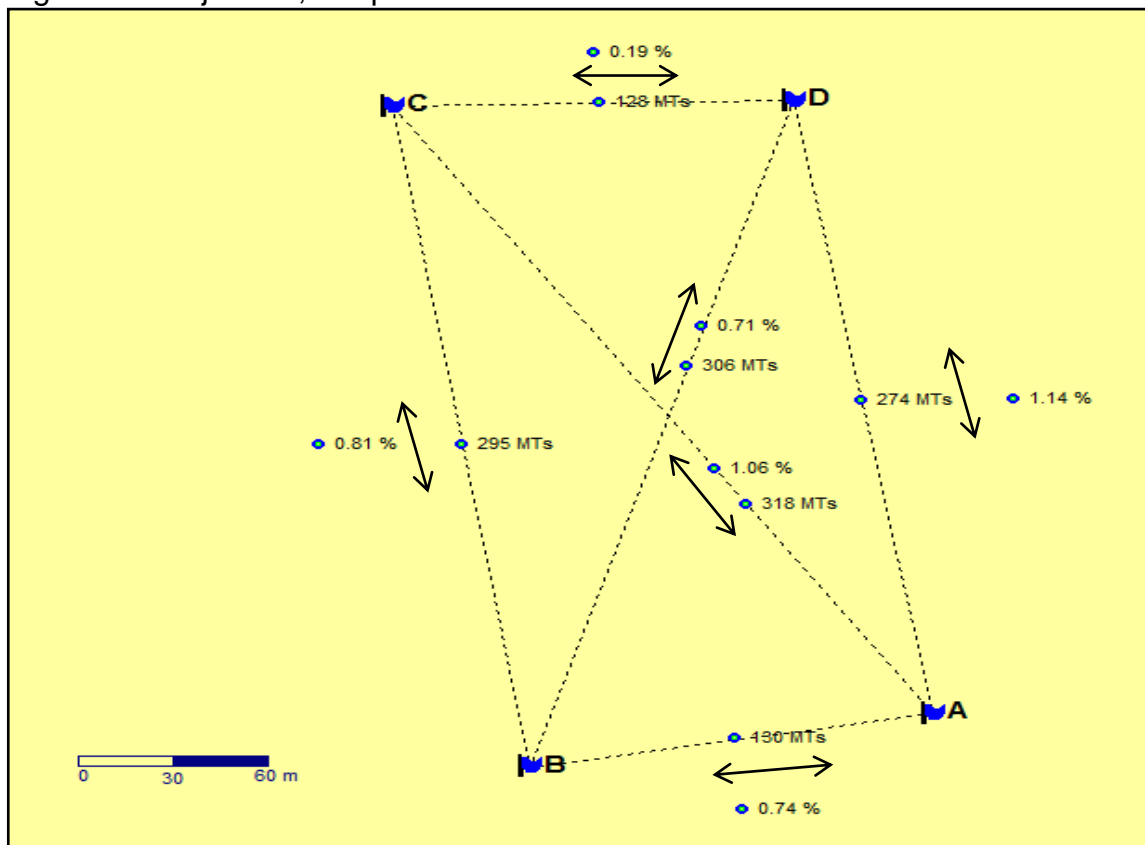 0.19 %
C
128 MTs
D
0.71 %
306 MTs
274 MTs
1.14 %
0.81 %
295 MTs
1.06 %
318 MTs
A
130 MTs
B
0 30 60 m
0.74 %